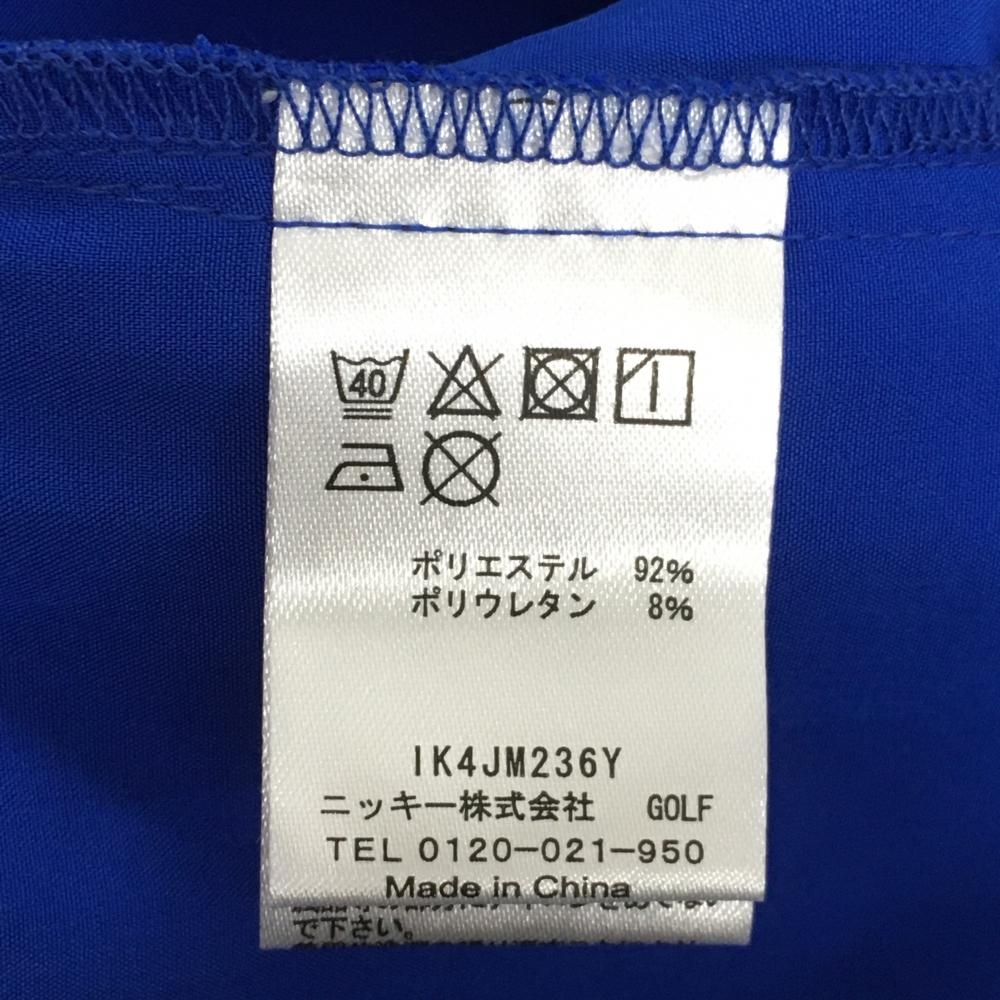 40
ポリエステル 92%
ポリウレタン 8%
IK4JM236Y
ニッキー株式会社 GOLF
TEL 0120-021-950
Made in China
で下さい。